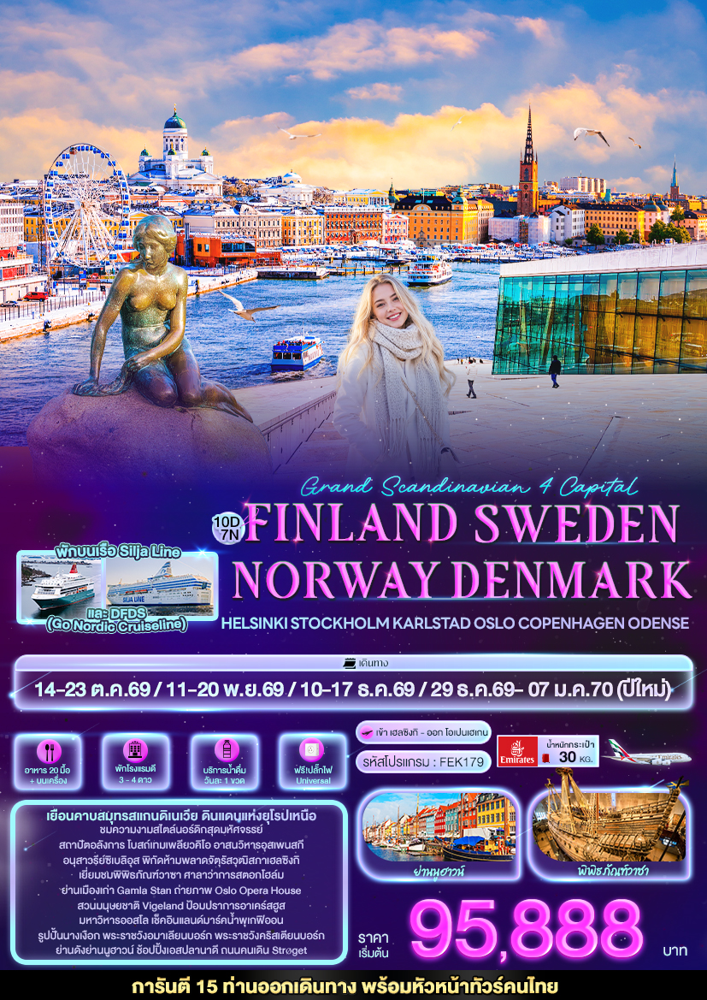 Grand Scandinavian 4 Capital
10D
7N
FINLAND SWEDEN
NORWAY DENMARK
HELSINKI STOCKHOLM KARLSTAD OSLO COPENHAGEN ODENSE
พักบนเรือ Silja Line
SILJA LINE
และ DFDS
(Go Nordic Cruiseline)
เดินทาง
14-23 ต.ค.69 / 11-20 พ.ย.69 / 10-17 ธ.ค.69 / 29 ธ.ค.69- 07 ม.ค.70 (ปีใหม่)
อาหาร 20 มื้อ
+ บนเครื่อง
พักโรงแรมดี
3 - 4 ดาว
บริการน้ำดื่ม
วันละ 1 ขวด
ฟรี!ปลั๊กไฟ
Universal
เข้า เฮลซิงกิ - ออก โอเปนเฮเกน
รหัสโปรแกรม : FEK179
Emirates
น้ำหนักกระเป๋า
30 KG.
Emirates
เยือนคาบสมุทรสแกนดิเนเวีย ดินแดนแห่งยุโรปเหนือ
ชมความงามสไตล์นอร์ดิกสุดมหัศจรรย์
สถาปัตอลังการ โบสถ์เทมเพลียวคิโอ อาสนวิหารอุสเพนสกี
อนุสาวรีย์ซิเบลิอุส พิกัดห้ามพลาดจัตุรัสวุฒิสภาเฮลซิงกิ
เยี่ยมชมพิพิธภัณฑ์วาซา ศาลาว่าการสตอกโฮล์ม
ย่านเมืองเก่า Gamla Stan ถ่ายภาพ Oslo Opera House
สวนมนุษยชาติ Vigeland ป้อมปราการอาเคร์สฮูส
มหาวิหารออสโล เช็คอินแลนด์มาร์คน้ำพุเกฟิออน
รูปปั้นนางเงือก พระราชวังอมาเลียนบอร์ก พระราชวังคริสเตียนบอร์ก
ย่านดังย่านนูฮาวน์ ช้อปปิ้งเอสปลานาดี ถนนคนเดิน Strøget
ย่านนูฮาวน์
พิพิธภัณฑ์วาซา
ราคา
เริ่มต้น
95,888
บาท
การันตี 15 ท่านออกเดินทาง พร้อมหัวหน้าทัวร์คนไทย